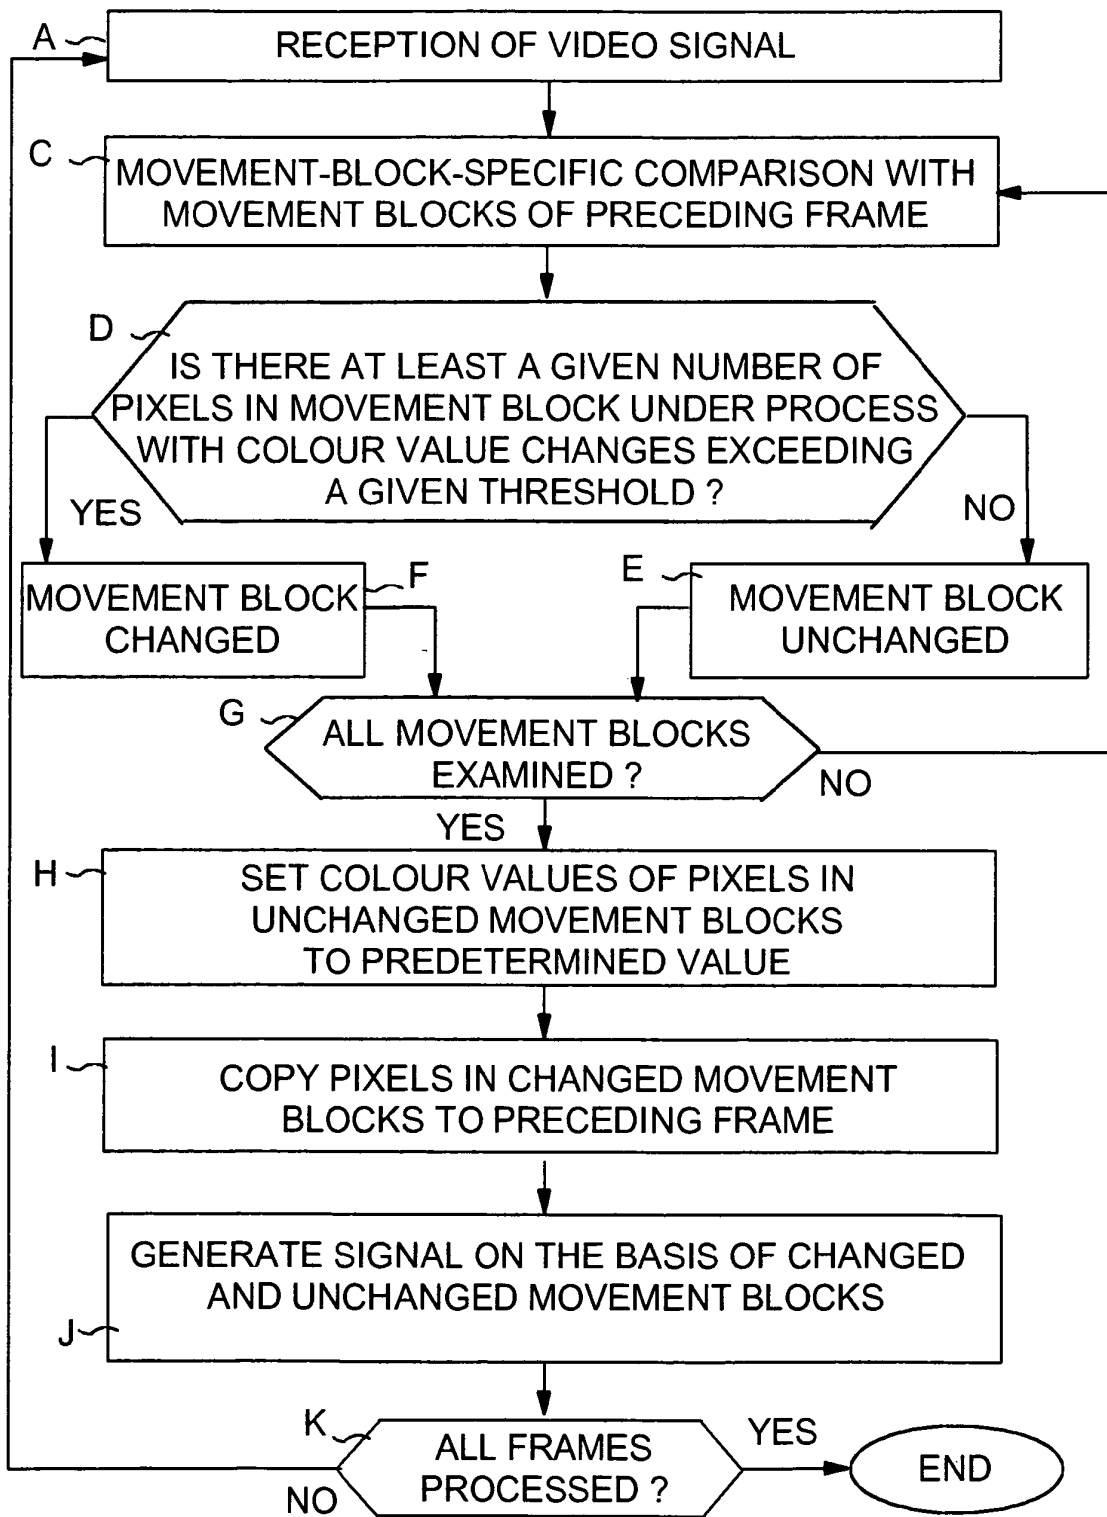 A
RECEPTION OF VIDEO SIGNAL
C
MOVEMENT-BLOCK-SPECIFIC COMPARISON WITH
MOVEMENT BLOCKS OF PRECEDING FRAME
D
IS THERE AT LEAST A GIVEN NUMBER OF
PIXELS IN MOVEMENT BLOCK UNDER PROCESS
WITH COLOUR VALUE CHANGES EXCEEDING
A GIVEN THRESHOLD ?
YES
NO
F
MOVEMENT BLOCK
CHANGED
E
MOVEMENT BLOCK
UNCHANGED
G
ALL MOVEMENT BLOCKS
EXAMINED ?
NO
YES
H
SET COLOUR VALUES OF PIXELS IN
UNCHANGED MOVEMENT BLOCKS
TO PREDETERMINED VALUE
I
COPY PIXELS IN CHANGED MOVEMENT
BLOCKS TO PRECEDING FRAME
GENERATE SIGNAL ON THE BASIS OF CHANGED
AND UNCHANGED MOVEMENT BLOCKS
J
K
ALL FRAMES
PROCESSED ?
YES
NO
END